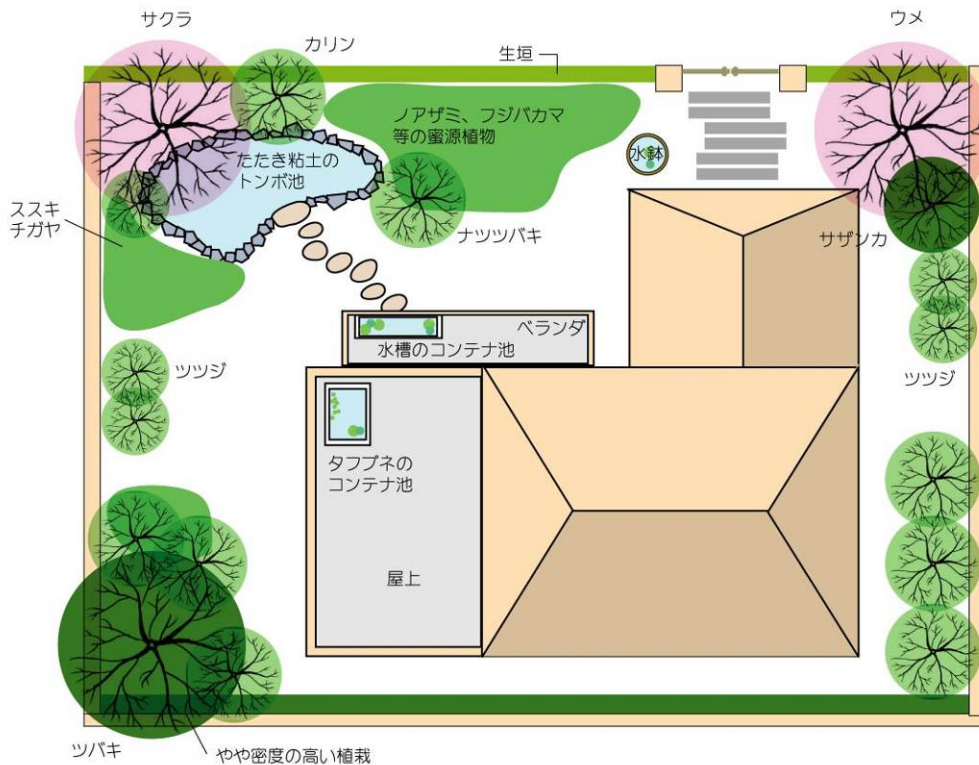 サクラ
カリン
生垣
ウメ
ノアザミ、フジバカマ
等の蜜源植物
水鉢
たたき粘土の
トンボ池
ススキ
チガヤ
ナツツバキ
サザンカ
ベランダ
水槽のコンテナ池
ツツジ
ツツジ
タフブネの
コンテナ池
屋上
ツバキ
やや密度の高い植栽